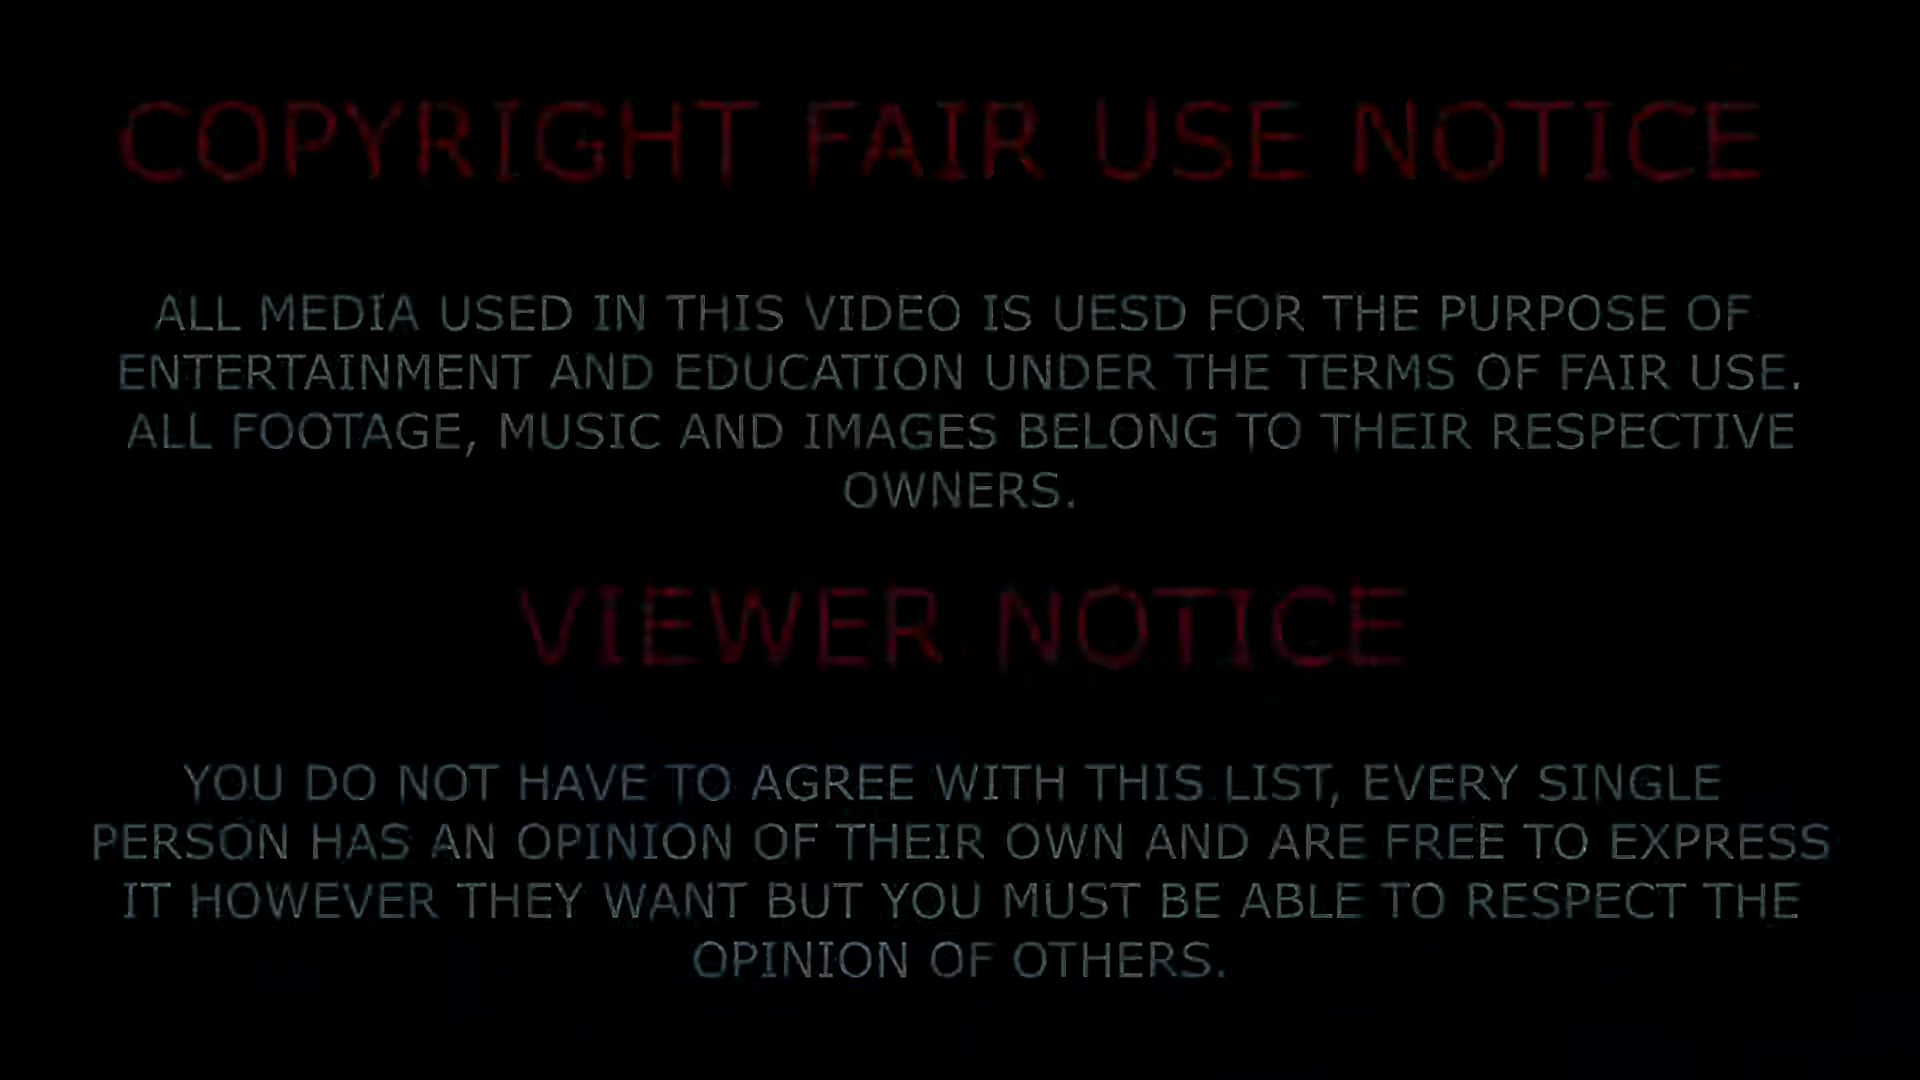 COPYRIGHT FAIR USE NOTICE
ALL MEDIA USED IN THIS VIDEO IS UESD FOR THE PURPOSE OF
ENTERTAINMENT AND EDUCATION UNDER THE TERMS OF FAIR USE.
ALL FOOTAGE, MUSIC AND IMAGES BELONG TO THEIR RESPECTIVE
OWNERS.
VIEWER NOTICE
YOU DO NOT HAVE TO AGREE WITH THIS LIST, EVERY SINGLE
PERSON HAS AN OPINION OF THEIR OWN AND ARE FREE TO EXPRESS
IT HOWEVER THEY WANT BUT YOU MUST BE ABLE TO RESPECT THE
OPINION OF OTHERS.